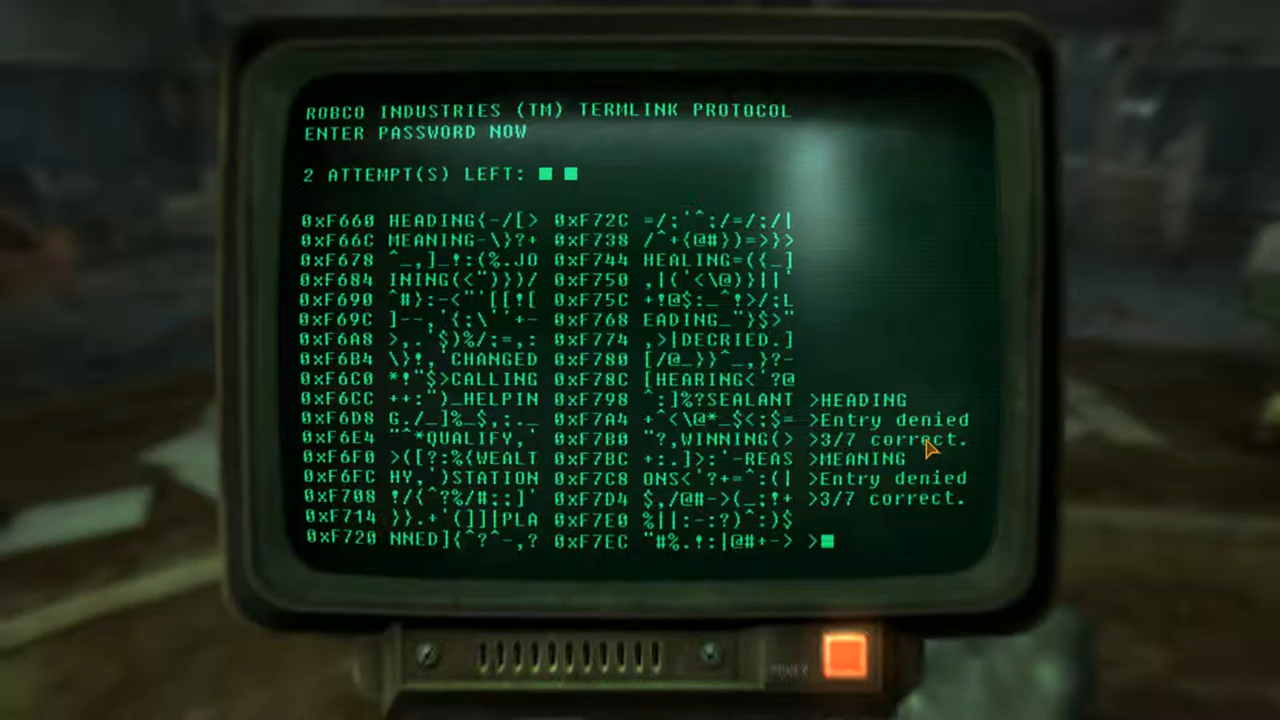 ROBCO INDUSTRIES (TM) TERMLINK PROTOCOL
ENTER PASSWORD NOW
2 ATTEMPT(S) LEFT: ■ ■
0xF660 HEADING{-/[> 0xF72C =/:'^;/=/;/|
0xF66C MEANING-\}?+ 0xF738 /^+{@#})=>}>
0xF678 ^_,]_!:(%.JO 0xF744 HEALING=({_]
0xF684 INING(<")})/ 0xF750 ,|('<\@)}||'
0xF690 ^#}:-<"'[[![ 0xF75C +!@$:_^!>/;L
0xF69C ]--,'{;\''+- 0xF768 EADING_"}$>"
0xF6A8 >,.'$)%/;=,: 0xF774 ,>|DECRIED.]
0xF6B4 \}!,'CHANGED 0xF780 [/@_}}^_,}?-
0xF6C0 *!"$>CALLING 0xF78C [HEARING<'?@
0xF6CC ++:")_HELPIN 0xF798 ^:]%?SEALANT >HEADING
0xF6D8 G./_]%_$,:._ 0xF7A4 +^<\@*_$<;$= >Entry denied
0xF6E4 "^*QUALIFY,' 0xF7B0 "?,WINNING(> >3/7 correct.
0xF6F0 >([?:%{WEALT 0xF7BC +:.]>:'-REAS >MEANING
0xF6FC HY,')STATION 0xF7C8 ONS<'?+=^:(| >Entry denied
0xF708 !/{^?%/#;;]' 0xF7D4 $,/@#->(_;!+ >3/7 correct.
0xF714 }}.+'(]]|PLA 0xF7E0 %||:-:?)^:)$
0xF720 NNED]{^?^-,? 0xF7EC "#%.!:|@#+-> >■
POWER